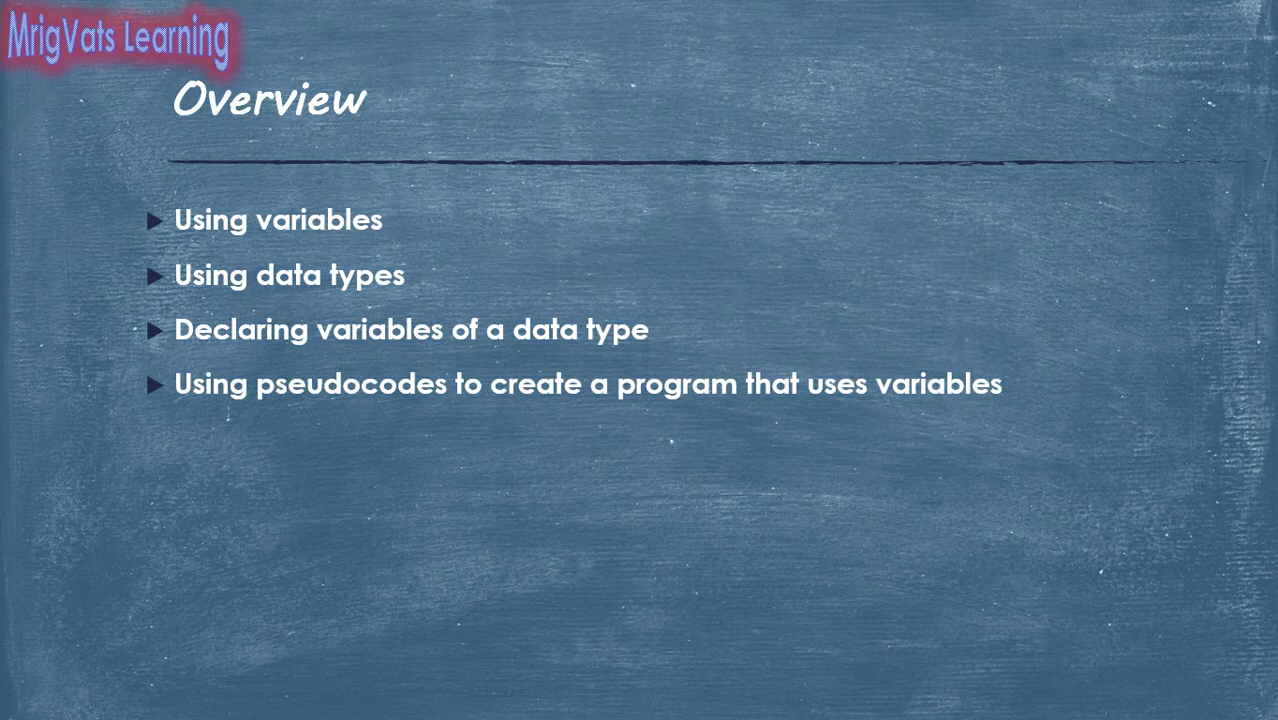 MrigVats Learning
Overview
Using variables
Using data types
Declaring variables of a data type
Using pseudocodes to create a program that uses variables